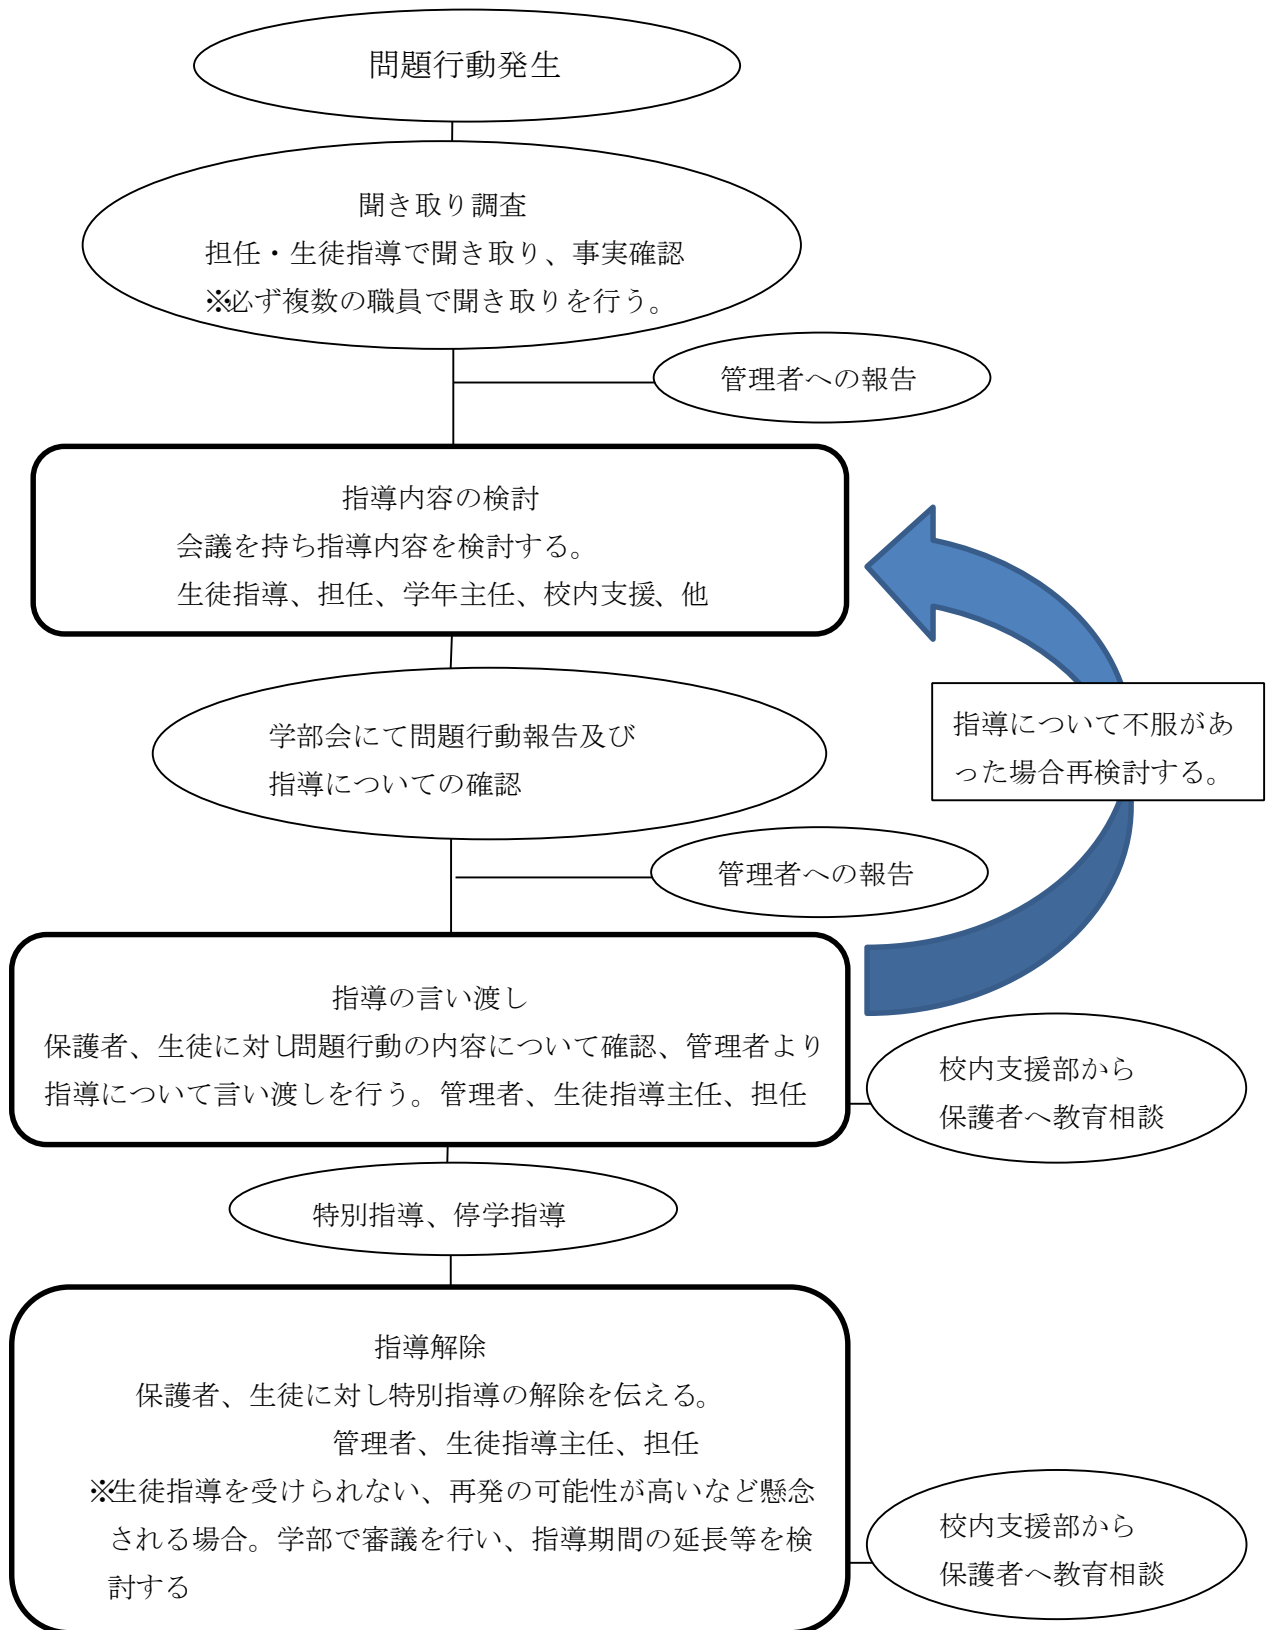 問題行動発生
聞き取り調査
担任・生徒指導で聞き取り、事実確認
※必ず複数の職員で聞き取りを行う。
管理者への報告
指導内容の検討
会議を持ち指導内容を検討する。
生徒指導、担任、学年主任、校内支援、他
学部会にて問題行動報告及び
指導についての確認
指導について不服があ
った場合再検討する。
管理者への報告
指導の言い渡し
保護者、生徒に対し問題行動の内容について確認、管理者より
指導について言い渡しを行う。管理者、生徒指導主任、担任
校内支援部から
保護者へ教育相談
特別指導、停学指導
指導解除
保護者、生徒に対し特別指導の解除を伝える。
管理者、生徒指導主任、担任
※生徒指導を受けられない、再発の可能性が高いなど懸念
される場合。学部で審議を行い、指導期間の延長等を検
討する
校内支援部から
保護者へ教育相談